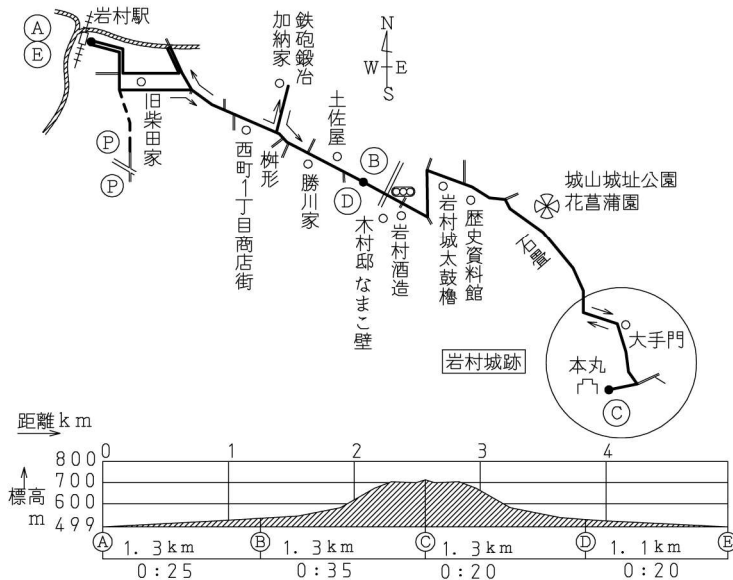 岩村駅
Ⓐ
Ⓔ
旧柴田家
Ⓟ
Ⓟ
鉄砲鍛冶
加納家
N
W E
S
西町一丁目商店街
桝形
勝川家
土佐屋
Ⓑ
Ⓓ
木村邸なまこ壁
岩村酒造
岩村城太鼓櫓
歴史資料館
城山城址公園
花菖蒲園
石畳
大手門
本丸
Ⓒ
岩村城跡
距離km
0 1 2 3 4
標高
m
800
700
600
499
Ⓐ Ⓑ Ⓒ Ⓓ Ⓔ
1.3km 1.3km 1.3km 1.1km
0:25 0:35 0:20 0:20